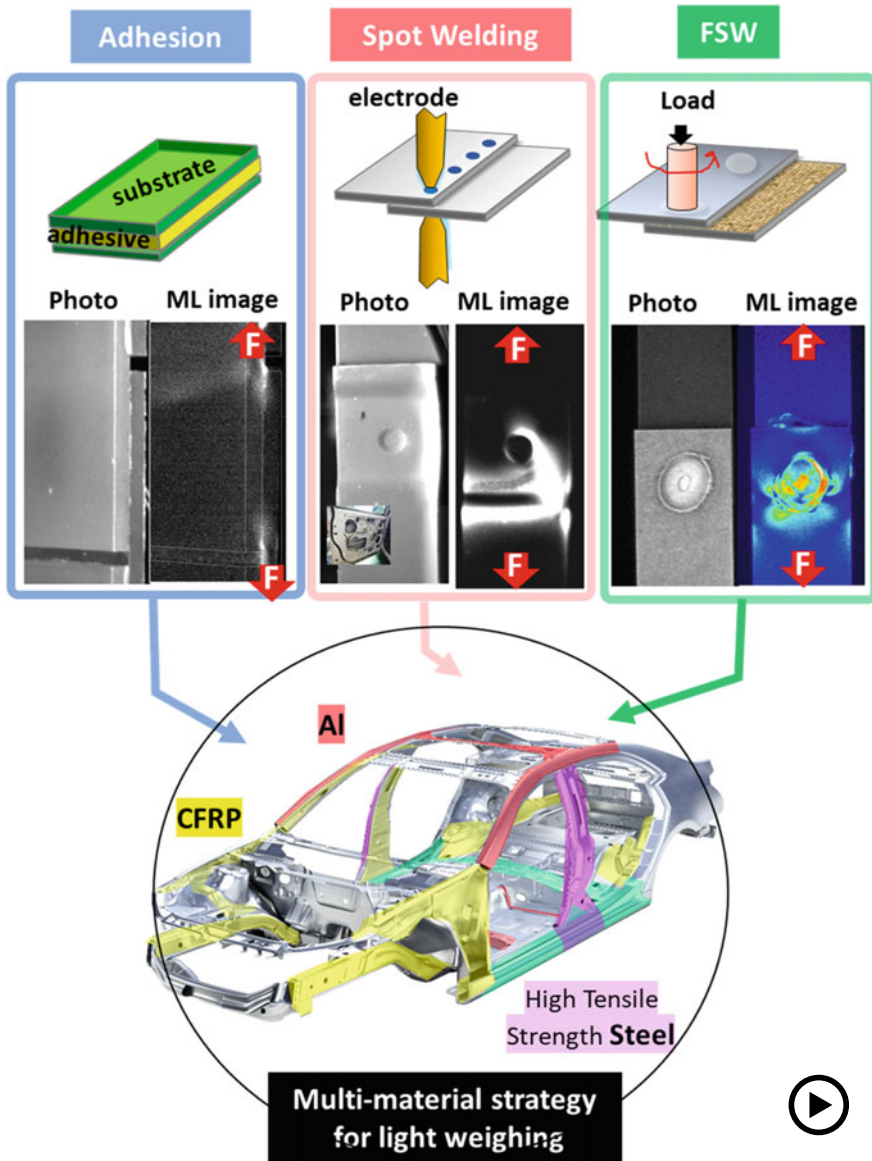 Adhesion
Spot Welding
FSW
substrate
adhesive
Photo
ML image
F
F
electrode
Photo
ML image
F
F
Load
Photo
ML image
F
F
Al
CFRP
High Tensile
Strength Steel
Multi-material strategy
for light weighing